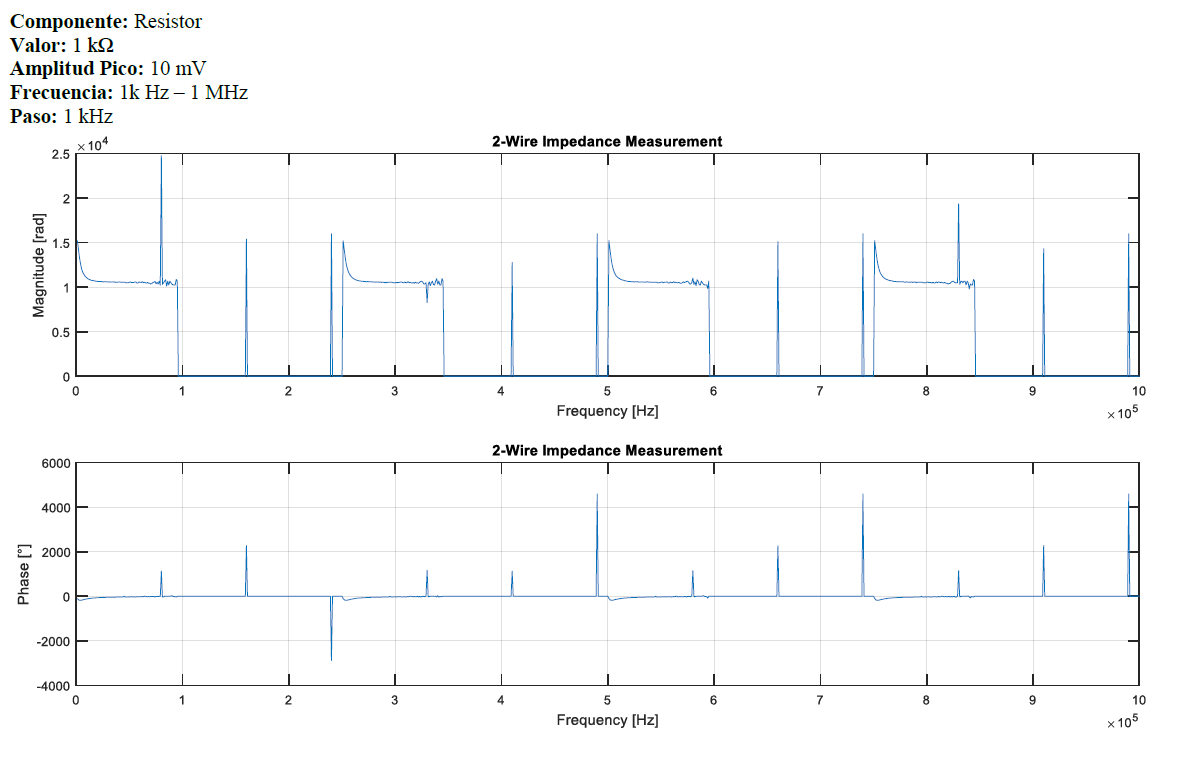 Componente: Resistor
Valor: 1 kΩ
Amplitud Pico: 10 mV
Frecuencia: 1k Hz – 1 MHz
Paso: 1 kHz
2-Wire Impedance Measurement
×10⁴
2.5
2
1.5
1
0.5
0
Magnitude [rad]
0 1 2 3 4 5 6 7 8 9 10
Frequency [Hz]
×10⁵
2-Wire Impedance Measurement
6000
4000
2000
0
-2000
-4000
Phase [°]
0 1 2 3 4 5 6 7 8 9 10
Frequency [Hz]
×10⁵